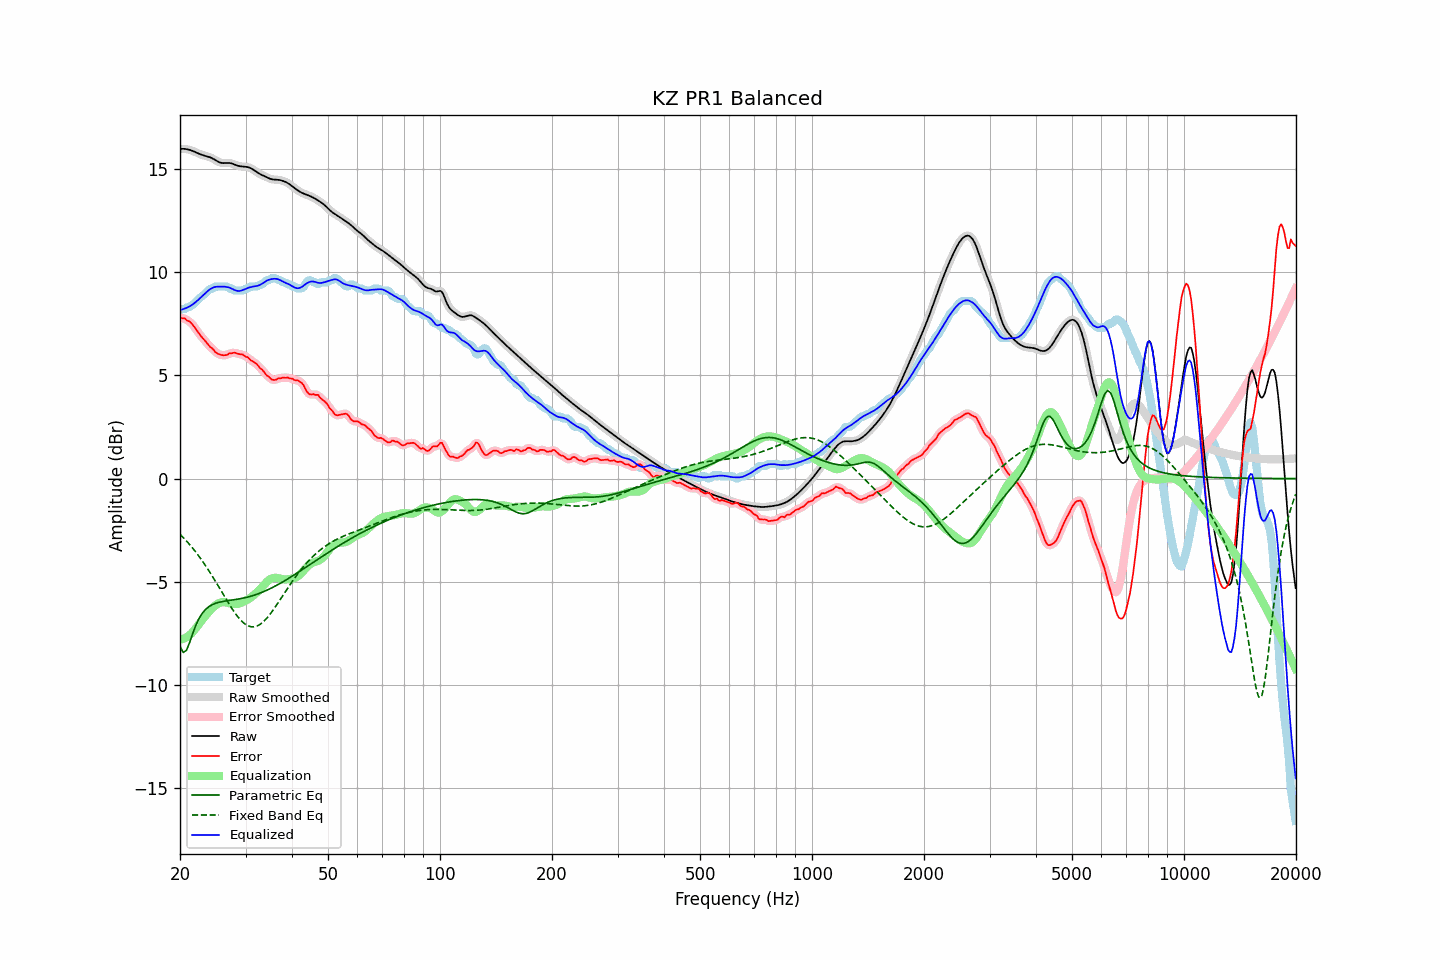 KZ PR1 Balanced
Amplitude (dBr)
15
10
5
0
−5
−10
−15
Target
Raw Smoothed
Error Smoothed
Raw
Error
Equalization
Parametric Eq
Fixed Band Eq
Equalized
20 50 100 200 500 1000 2000 5000 10000 20000
Frequency (Hz)